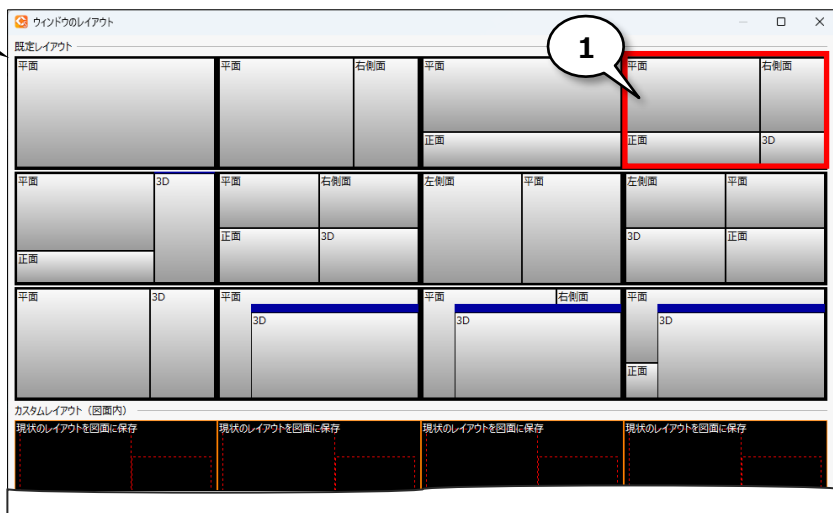 ウィンドウのレイアウト
既定レイアウト
1
平面
平面 右側面
平面
正面
平面 右側面
正面 3D
平面 3D
正面
平面 右側面
正面 3D
左側面 平面
左側面 平面
3D 正面
平面 3D
平面
3D
平面 右側面
3D
平面
3D
正面
カスタムレイアウト（図面内）
現状のレイアウトを図面に保存 現状のレイアウトを図面に保存 現状のレイアウトを図面に保存 現状のレイアウトを図面に保存